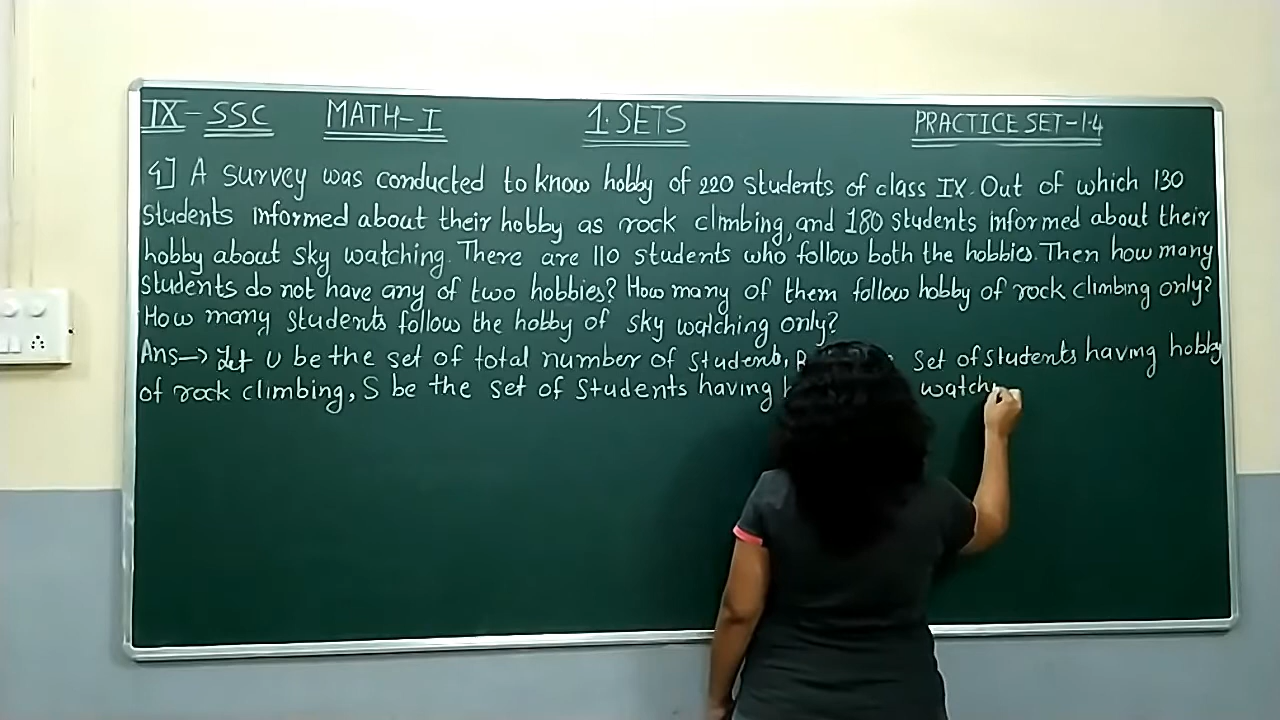 IX - SSC MATH - I 1. SETS PRACTICE SET - 1.4
4] A survey was conducted to know hobby of 220 students of class IX. Out of which 130
students informed about their hobby as rock climbing, and 180 students informed about their
hobby about sky watching. There are 110 students who follow both the hobbies. Then how many
students do not have any of two hobbies? How many of them follow hobby of rock climbing only?
How many students follow the hobby of sky watching only?
Ans → Let U be the set of total number of students, Set of students having hobby
of rock climbing, S be the set of students having watch